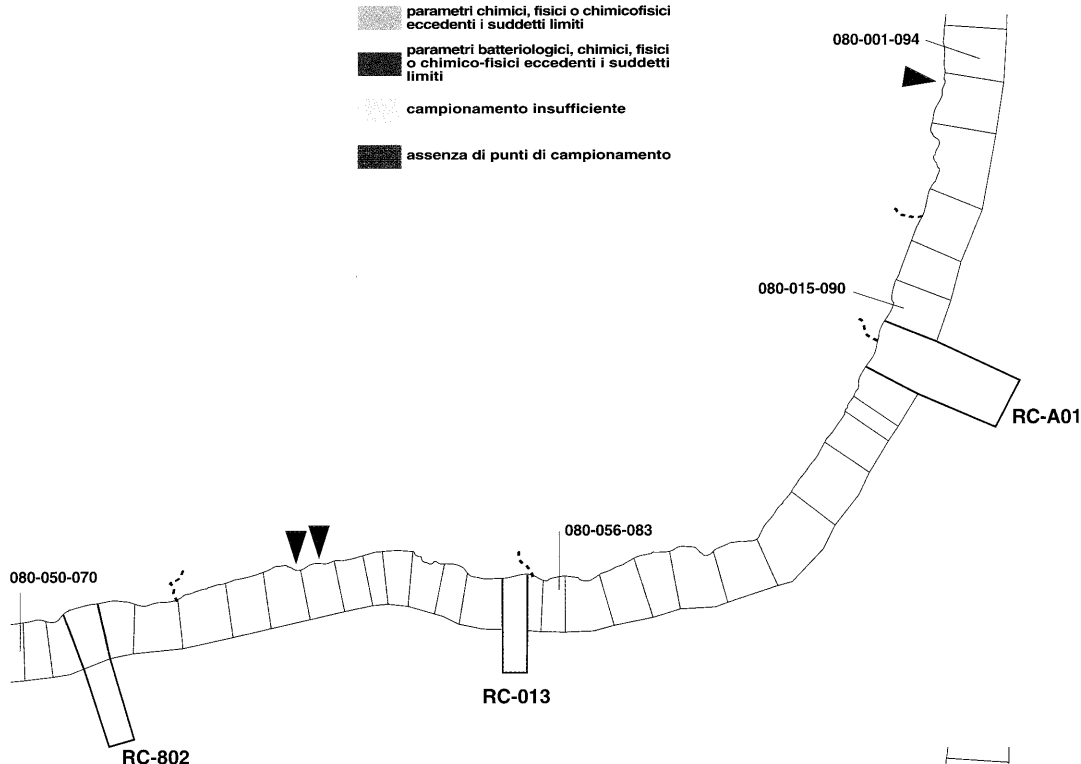 parametri chimici, fisici o chimicofisici
eccedenti i suddetti limiti
parametri batteriologici, chimici, fisici
o chimico-fisici eccedenti i suddetti
limiti
campionamento insufficiente
assenza di punti di campionamento
080-001-094
080-015-090
RC-A01
080-056-083
080-050-070
RC-013
RC-802